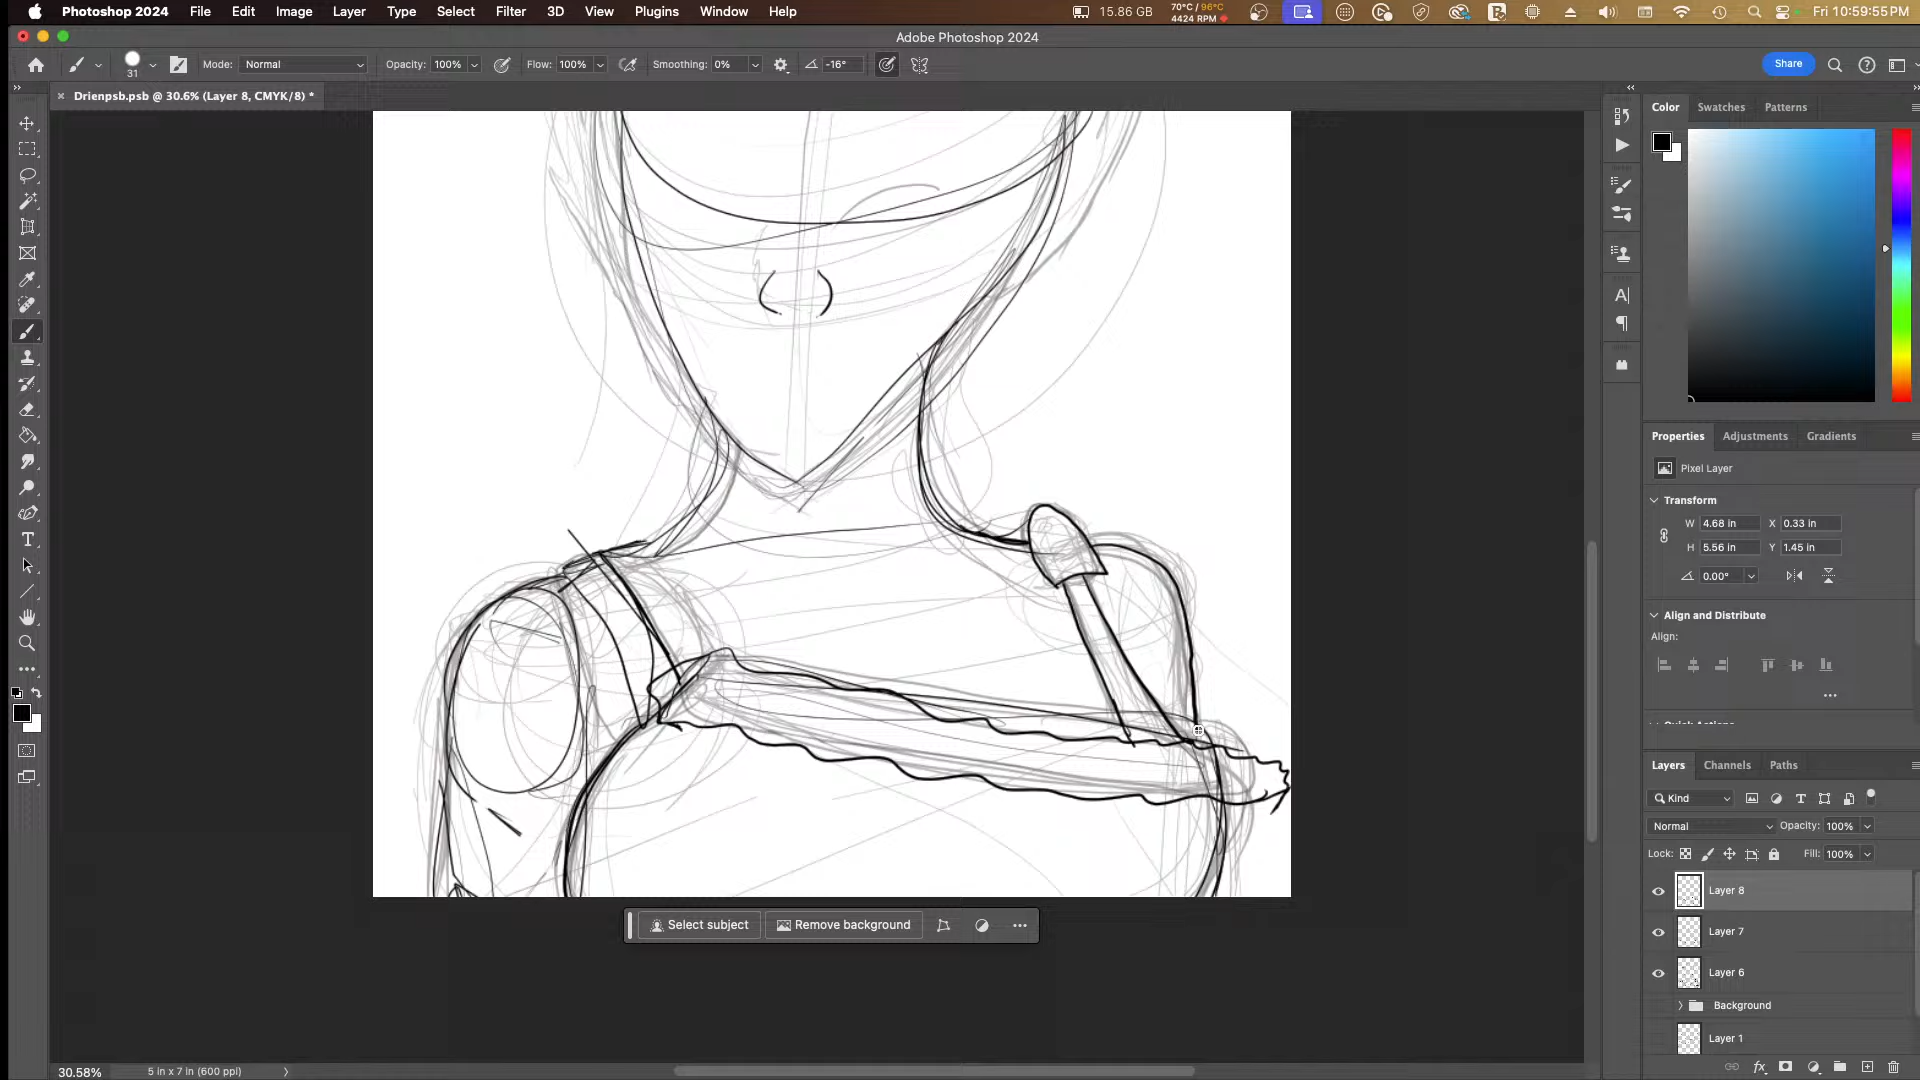 Photoshop 2024 File Edit Image Layer Type Select Filter 3D View Plugins Window Help 15.86 GB 70°C / 96°C 4424 RPM Fri 10:59:55 PM
Adobe Photoshop 2024
31 Mode: Normal Opacity: 100% Flow: 100% Smoothing: 0% -16° Share
Drienpsb.psb @ 30.6% (Layer 8, CMYK/8) *
Color Swatches Patterns
Properties Adjustments Gradients
Pixel Layer
Transform
W 4.68 in X 0.33 in
H 5.56 in Y 1.45 in
0.00°
Align and Distribute
Align:
Quick Actions
Layers Channels Paths
Kind
Normal Opacity: 100%
Lock: Fill: 100%
Layer 8
Layer 7
Layer 6
Background
Layer 1
Select subject Remove background
30.58% 5 in x 7 in (600 ppi)